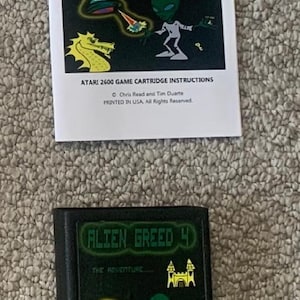 ATARI 2600 GAME CARTRIDGE INSTRUCTIONS
© Chris Read and Tim Duarte
PRINTED IN USA. All Rights Reserved.
ALIEN GREED 4
THE ADVENTURE...